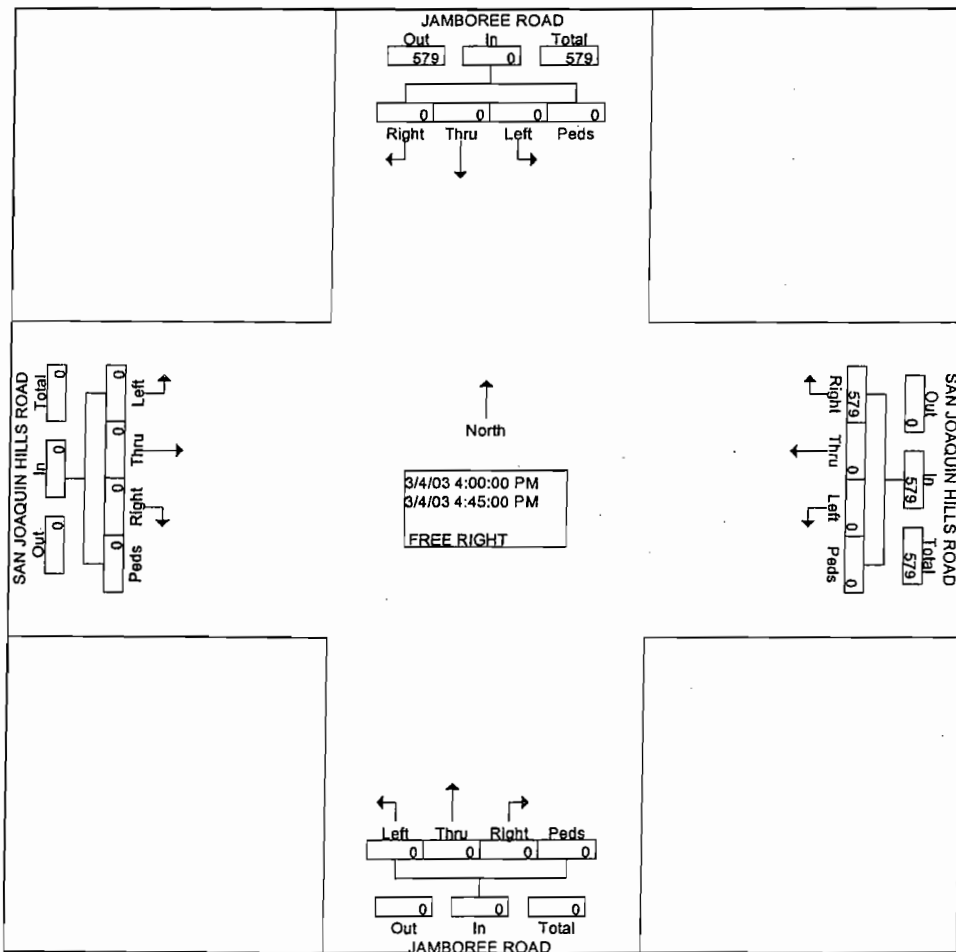 JAMBOREE ROAD
Out In Total
579 0 579
0 0 0 0
Right Thru Left Peds
SAN JOAQUIN HILLS ROAD
Total In Out
0 0 0
0 0 0 0
Left Thru Right Peds
North
3/4/03 4:00:00 PM
3/4/03 4:45:00 PM
FREE RIGHT
Right Thru Left Peds
579 0 0 0
Out In Total
0 579 579
SAN JOAQUIN HILLS ROAD
Left Thru Right Peds
0 0 0 0
0 0 0
Out In Total
JAMBOREE ROAD